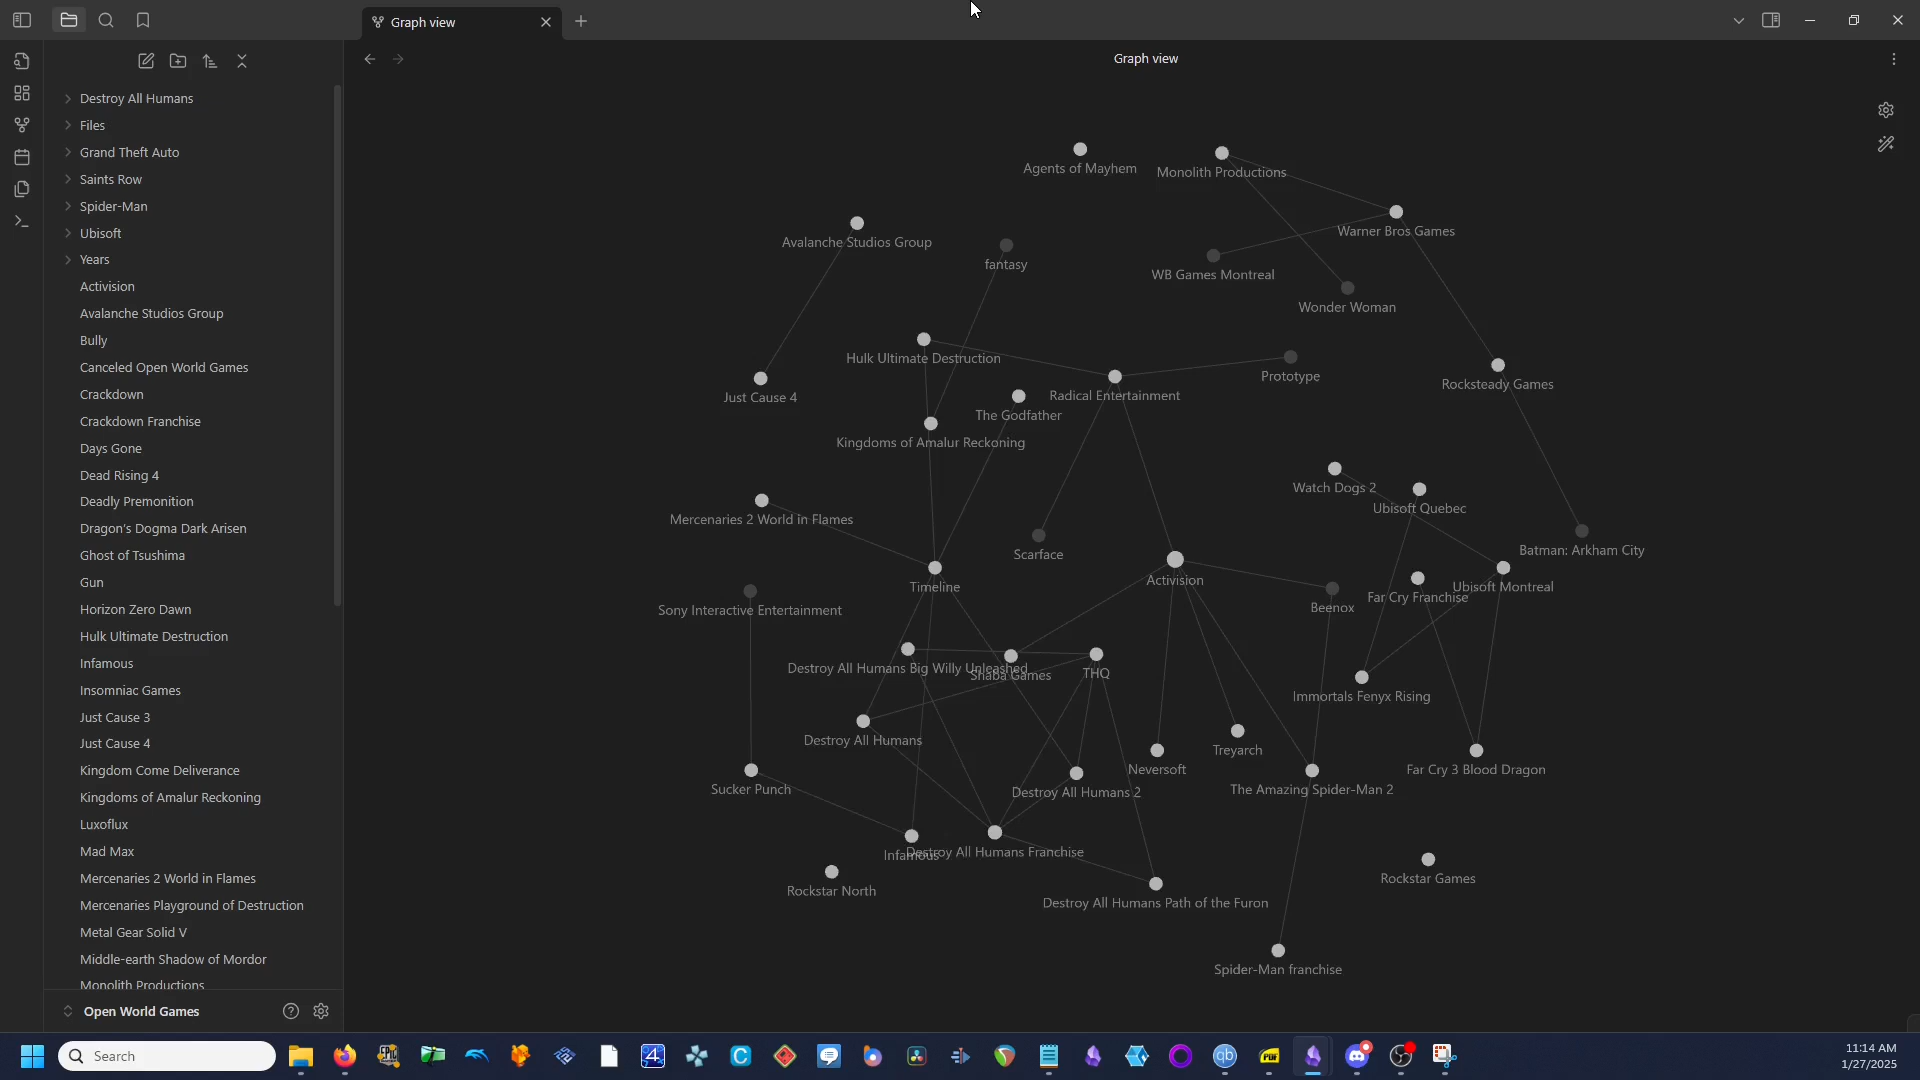 Graph view
Graph view
Destroy All Humans
Files
Grand Theft Auto
Saints Row
Spider-Man
Ubisoft
Years
Activision
Avalanche Studios Group
Bully
Canceled Open World Games
Crackdown
Crackdown Franchise
Days Gone
Dead Rising 4
Deadly Premonition
Dragon's Dogma Dark Arisen
Ghost of Tsushima
Gun
Horizon Zero Dawn
Hulk Ultimate Destruction
Infamous
Insomniac Games
Just Cause 3
Just Cause 4
Kingdom Come Deliverance
Kingdoms of Amalur Reckoning
Luxoflux
Mad Max
Mercenaries 2 World in Flames
Mercenaries Playground of Destruction
Metal Gear Solid V
Middle-earth Shadow of Mordor
Monolith Productions
Open World Games
Agents of Mayhem
Monolith Productions
Warner Bros Games
Avalanche Studios Group
fantasy
WB Games Montreal
Wonder Woman
Hulk Ultimate Destruction
Prototype
Rocksteady Games
Just Cause 4
Radical Entertainment
The Godfather
Kingdoms of Amalur Reckoning
Watch Dogs 2
Ubisoft Quebec
Mercenaries 2 World in Flames
Scarface
Batman: Arkham City
Timeline
Activision
Ubisoft Montreal
Far Cry Franchise
Beenox
Sony Interactive Entertainment
Destroy All Humans Big Willy Unleashed
Shaba Games
THQ
Immortals Fenyx Rising
Destroy All Humans
Treyarch
Neversoft
Far Cry 3 Blood Dragon
Sucker Punch
Destroy All Humans 2
The Amazing Spider-Man 2
Infamous
Destroy All Humans Franchise
Rockstar North
Rockstar Games
Destroy All Humans Path of the Furon
Spider-Man franchise
Search
EPIC
GAMES
4
C
qb
PDF
11:14 AM
1/27/2025